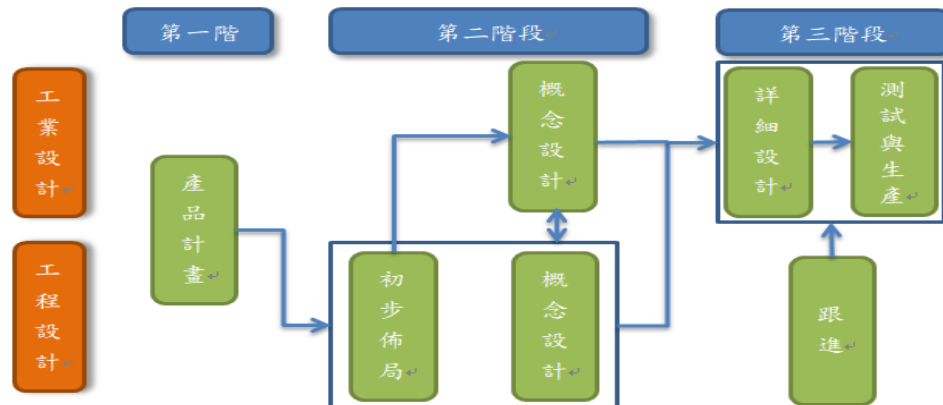 第一階
第二階段
第三階段
工業設計
工程設計
產品計畫
初步佈局
概念設計
概念設計
詳細設計
測試與生產
跟進